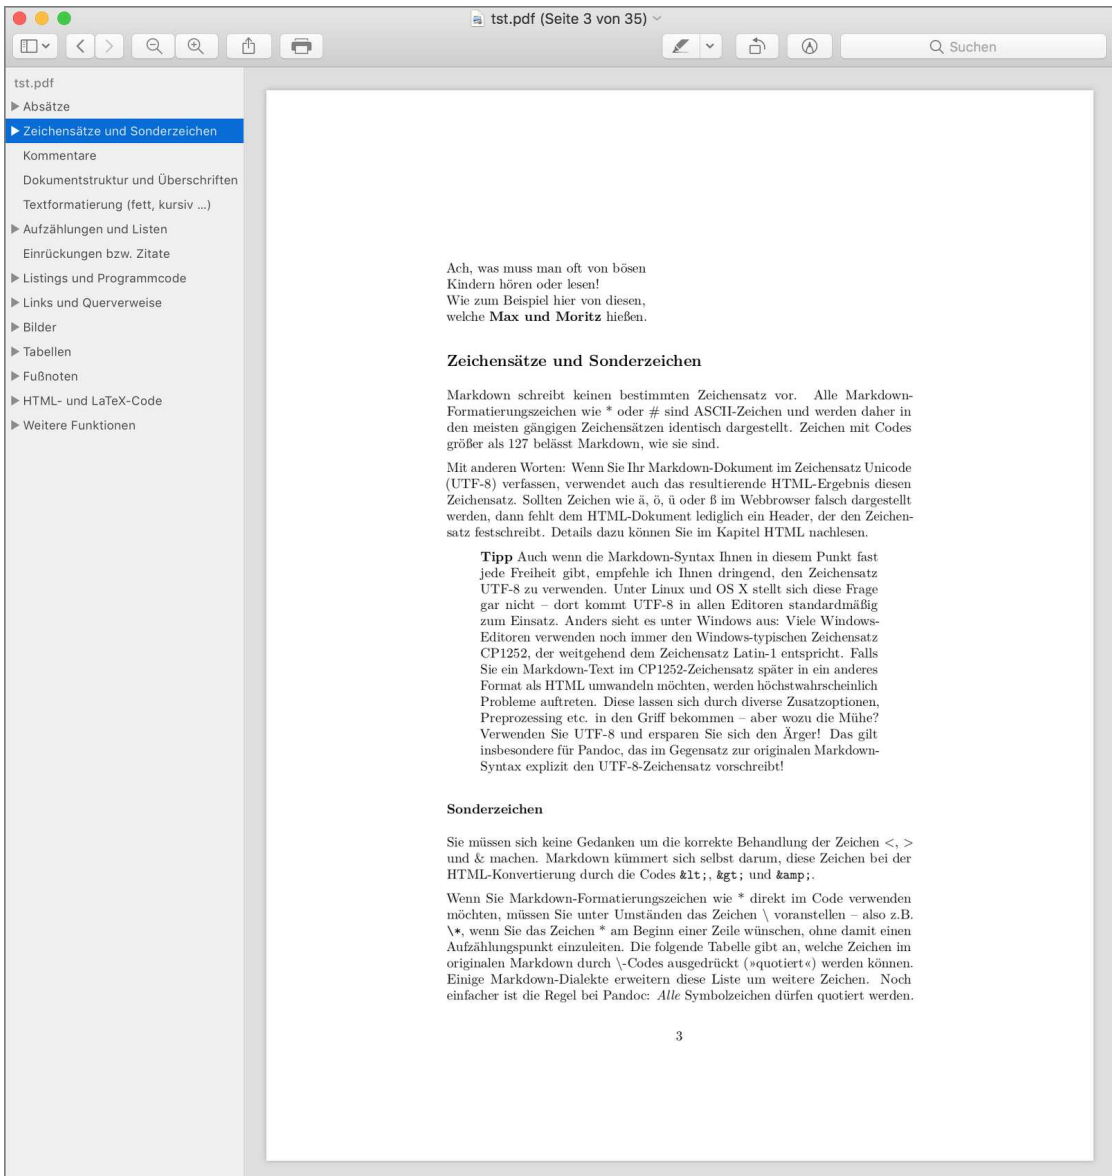 tst.pdf (Seite 3 von 35)
Suchen
tst.pdf
Absätze
Zeichensätze und Sonderzeichen
Kommentare
Dokumentstruktur und Überschriften
Textformatierung (fett, kursiv ...)
Aufzählungen und Listen
Einrückungen bzw. Zitate
Listings und Programmcode
Links und Querverweise
Bilder
Tabellen
Fußnoten
HTML- und LaTeX-Code
Weitere Funktionen
Ach, was muss man oft von bösen
Kindern hören oder lesen!
Wie zum Beispiel hier von diesen,
welche Max und Moritz hießen.
Zeichensätze und Sonderzeichen
Markdown schreibt keinen bestimmten Zeichensatz vor. Alle Markdown-
Formatierungszeichen wie * oder # sind ASCII-Zeichen und werden daher in
den meisten gängigen Zeichensätzen identisch dargestellt. Zeichen mit Codes
größer als 127 belässt Markdown, wie sie sind.
Mit anderen Worten: Wenn Sie Ihr Markdown-Dokument im Zeichensatz Unicode
(UTF-8) verfassen, verwendet auch das resultierende HTML-Ergebnis diesen
Zeichensatz. Sollten Zeichen wie ä, ö, ü oder ß im Webbrowser falsch dargestellt
werden, dann fehlt dem HTML-Dokument lediglich ein Header, der den Zeichen-
satz festschreibt. Details dazu können Sie im Kapitel HTML nachlesen.
Tipp Auch wenn die Markdown-Syntax Ihnen in diesem Punkt fast
jede Freiheit gibt, empfehle ich Ihnen dringend, den Zeichensatz
UTF-8 zu verwenden. Unter Linux und OS X stellt sich diese Frage
gar nicht – dort kommt UTF-8 in allen Editoren standardmäßig
zum Einsatz. Anders sieht es unter Windows aus: Viele Windows-
Editoren verwenden noch immer den Windows-typischen Zeichensatz
CP1252, der weitgehend dem Zeichensatz Latin-1 entspricht. Falls
Sie ein Markdown-Text im CP1252-Zeichensatz später in ein anderes
Format als HTML umwandeln möchten, werden höchstwahrscheinlich
Probleme auftreten. Diese lassen sich durch diverse Zusatzoptionen,
Preprozessing etc. in den Griff bekommen – aber wozu die Mühe?
Verwenden Sie UTF-8 und ersparen Sie sich den Ärger! Das gilt
insbesondere für Pandoc, das im Gegensatz zur originalen Markdown-
Syntax explizit den UTF-8-Zeichensatz vorschreibt!
Sonderzeichen
Sie müssen sich keine Gedanken um die korrekte Behandlung der Zeichen <, >
und & machen. Markdown kümmert sich selbst darum, diese Zeichen bei der
HTML-Konvertierung durch die Codes &lt;, &gt; und &amp;.
Wenn Sie Markdown-Formatierungszeichen wie * direkt im Code verwenden
möchten, müssen Sie unter Umständen das Zeichen \ voranstellen – also z.B.
\*, wenn Sie das Zeichen * am Beginn einer Zeile wünschen, ohne damit einen
Aufzählungspunkt einzuleiten. Die folgende Tabelle gibt an, welche Zeichen im
originalen Markdown durch \-Codes ausgedrückt (»quotiert«) werden können.
Einige Markdown-Dialekte erweitern diese Liste um weitere Zeichen. Noch
einfacher ist die Regel bei Pandoc: Alle Symbolzeichen dürfen quotiert werden.
3